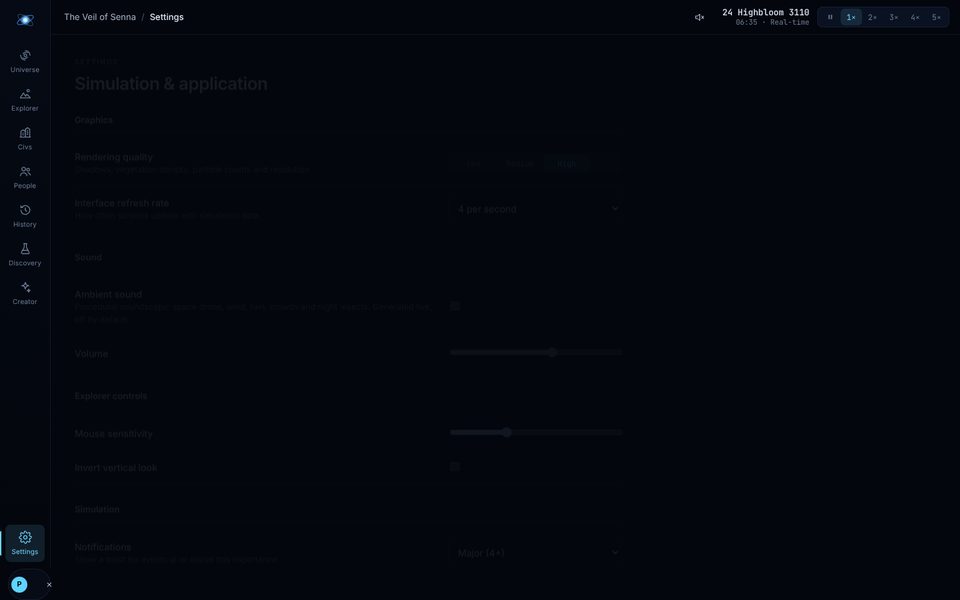 The Veil of Senna / Settings
24 Highbloom 3110
06:35 · Real-time
1× 2× 3× 4× 5×
Universe
Explorer
Civs
People
History
Discovery
Creator
Settings
P
SETTINGS
Simulation & application
Graphics
Rendering quality
Low Medium High
Interface refresh rate
4 per second
Sound
Ambient sound
Volume
Explorer controls
Mouse sensitivity
Invert vertical look
Simulation
Notifications
Major (4+)